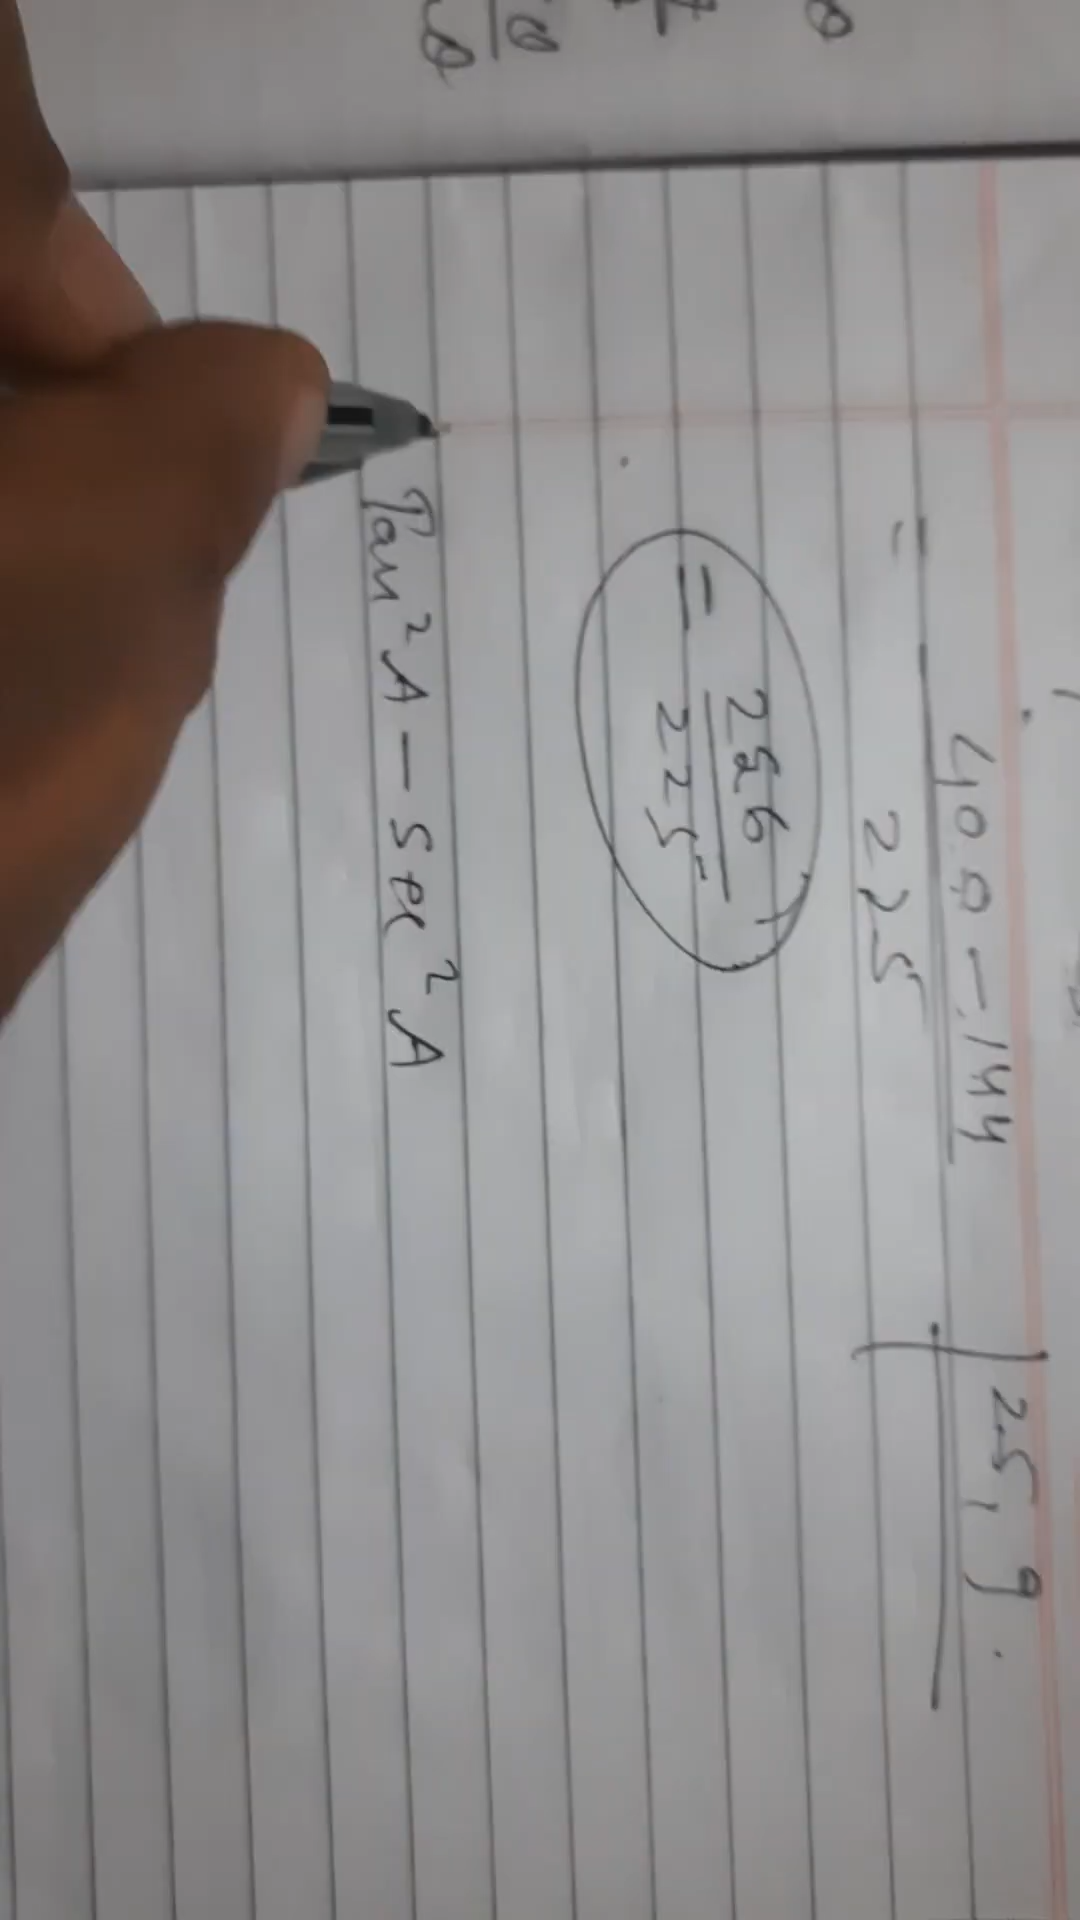 = 400 - 144
225
25, 9
= 256
225
Tan²A - sec²A